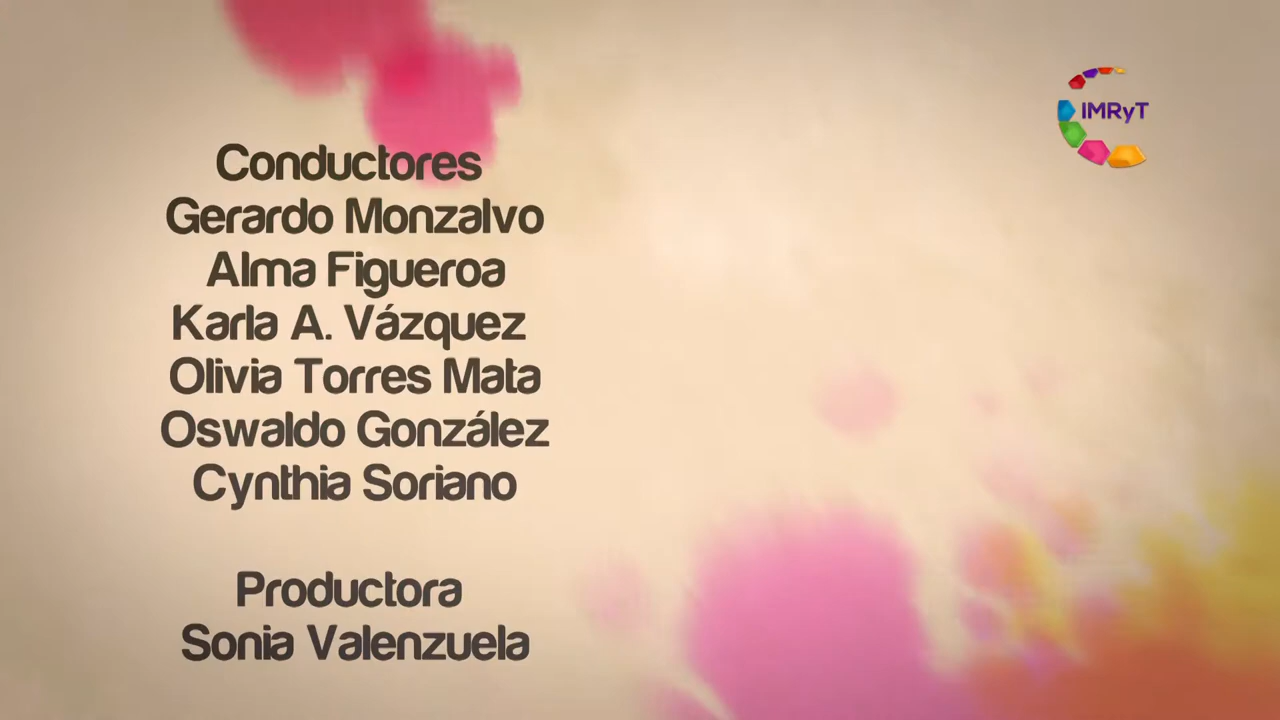 IMRyT
Conductores
Gerardo Monzalvo
Alma Figueroa
Karla A. Vázquez
Olivia Torres Mata
Oswaldo González
Cynthia Soriano
Productora
Sonia Valenzuela